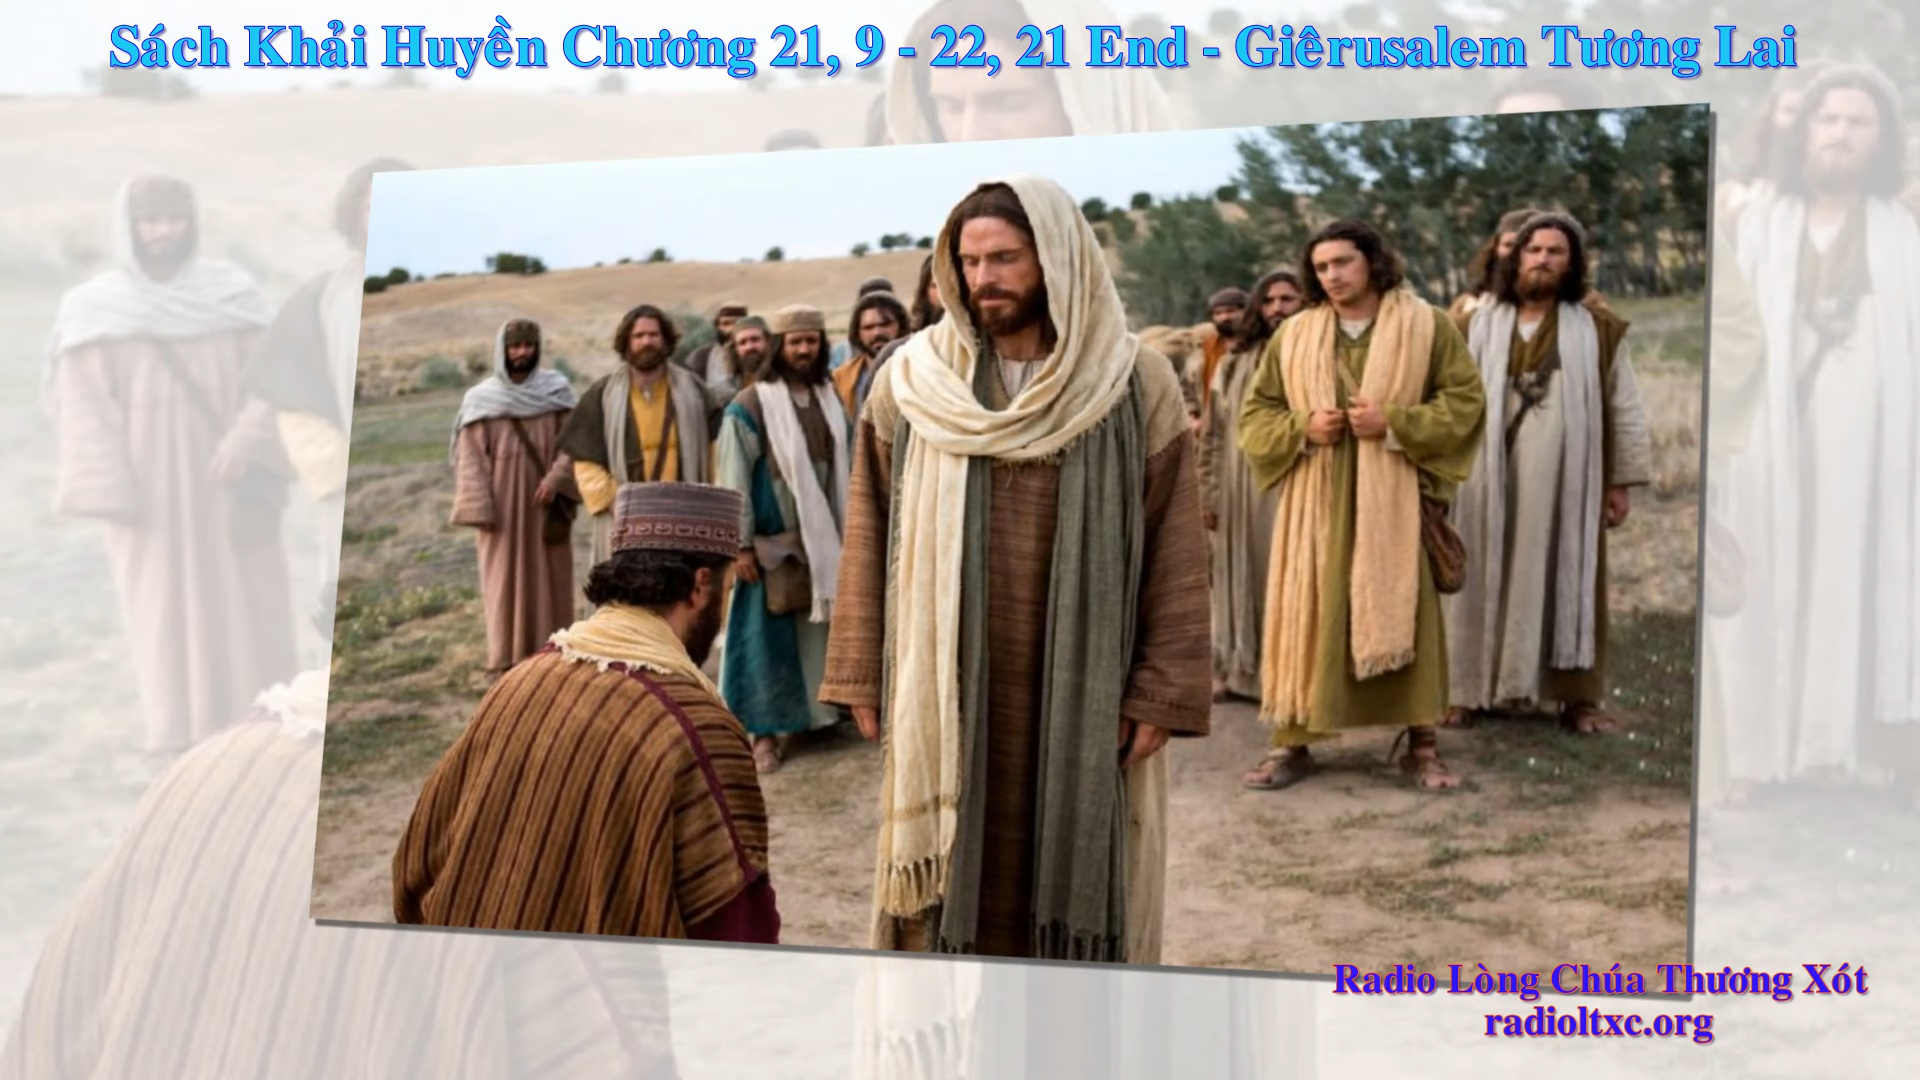 Sách Khải Huyền Chương 21, 9 - 22, 21 End - Giêrusalem Tương Lai
Radio Lòng Chúa Thương Xót
radioltxc.org